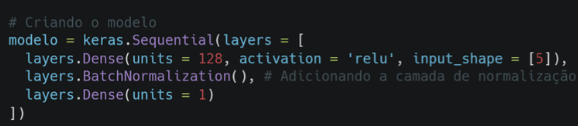 # Criando o modelo
modelo = keras.Sequential(layers = [
  layers.Dense(units = 128, activation = 'relu', input_shape = [5]),
  layers.BatchNormalization(), # Adicionando a camada de normalização
  layers.Dense(units = 1)
])